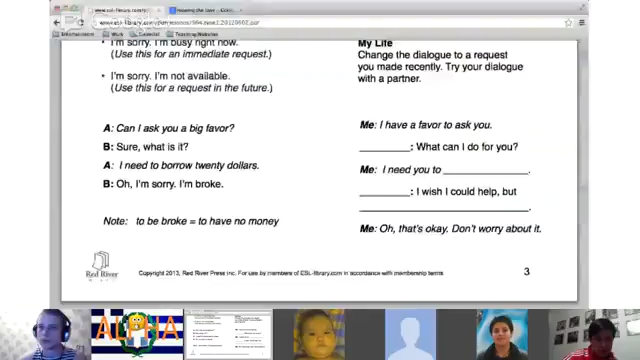 I'm sorry. I'm busy right now.
(Use this for an immediate request.)
• I'm sorry. I'm not available.
(Use this for a request in the future.)
A: Can I ask you a big favor?
B: Sure, what is it?
A: I need to borrow twenty dollars.
B: Oh, I'm sorry. I'm broke.
Note: to be broke = to have no money
My Life
Change the dialogue to a request
you made recently. Try your dialogue
with a partner.
Me: I have a favor to ask you.
__________: What can I do for you?
Me: I need you to _________________.
__________: I wish I could help, but
_________________________________.
Me: Oh, that's okay. Don't worry about it.
Red River
Copyright 2013, Red River Press Inc. For use by members of ESL-library.com in accordance with membership terms
3
ALPHA